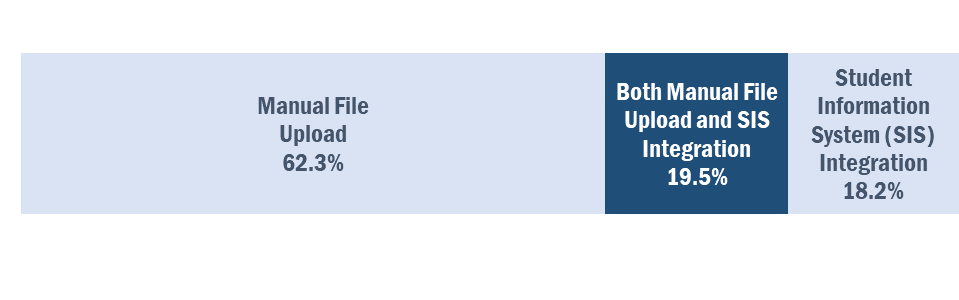 Manual File
Upload
62.3%
Both Manual File
Upload and SIS
Integration
19.5%
Student
Information
System (SIS)
Integration
18.2%